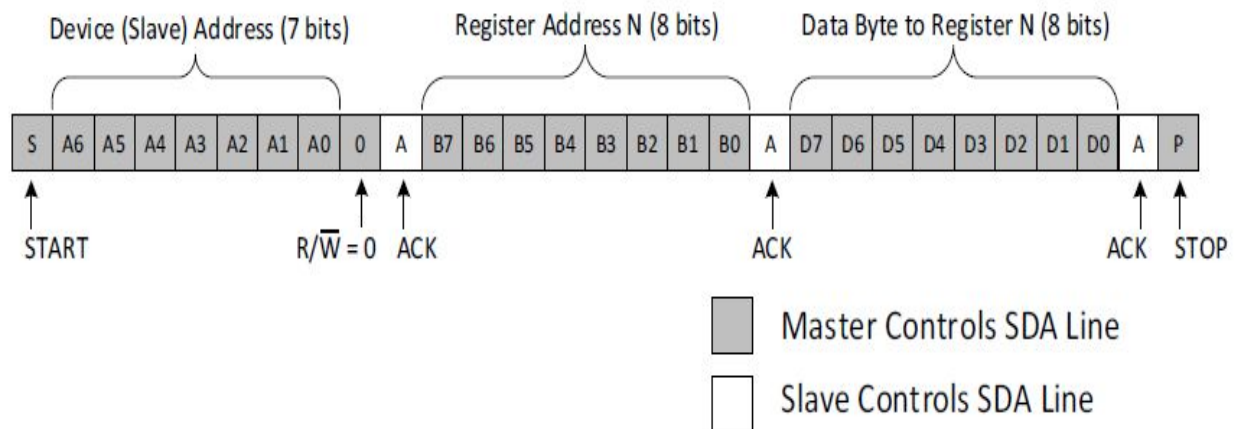 Device (Slave) Address (7 bits) Register Address N (8 bits) Data Byte to Register N (8 bits)
S A6 A5 A4 A3 A2 A1 A0 0 A B7 B6 B5 B4 B3 B2 B1 B0 A D7 D6 D5 D4 D3 D2 D1 D0 A P
START R/W̅ = 0 ACK ACK ACK STOP
Master Controls SDA Line
Slave Controls SDA Line